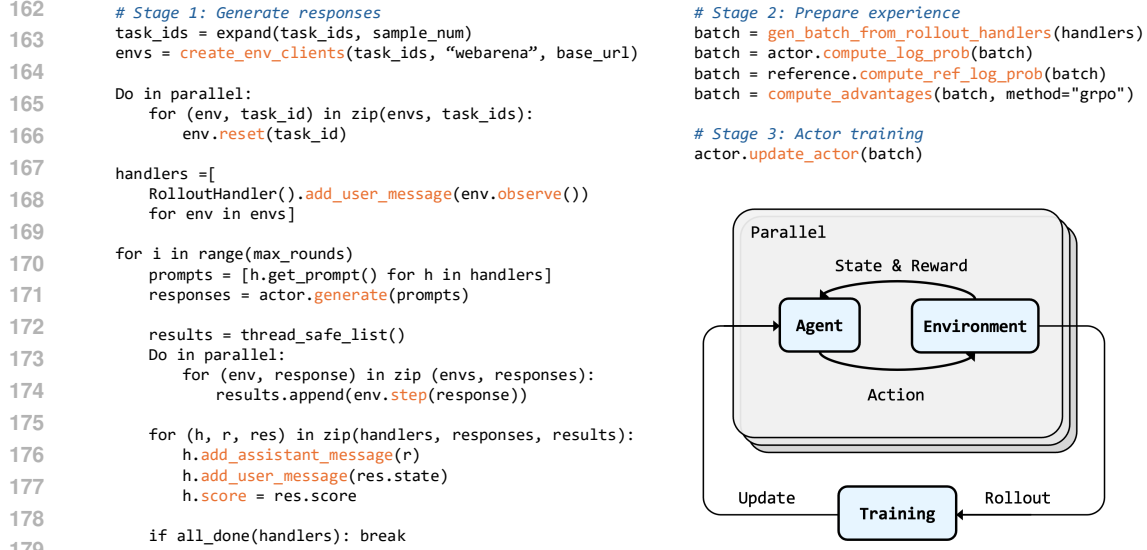 162
163
164
165
166
167
168
169
170
171
172
173
174
175
176
177
178
179
# Stage 1: Generate responses
task_ids = expand(task_ids, sample_num)
envs = create_env_clients(task_ids, “webarena”, base_url)
Do in parallel:
for (env, task_id) in zip(envs, task_ids):
env.reset(task_id)
handlers =[
RolloutHandler().add_user_message(env.observe())
for env in envs]
for i in range(max_rounds)
prompts = [h.get_prompt() for h in handlers]
responses = actor.generate(prompts)
results = thread_safe_list()
Do in parallel:
for (env, response) in zip (envs, responses):
results.append(env.step(response))
for (h, r, res) in zip(handlers, responses, results):
h.add_assistant_message(r)
h.add_user_message(res.state)
h.score = res.score
if all_done(handlers): break
# Stage 2: Prepare experience
batch = gen_batch_from_rollout_handlers(handlers)
batch = actor.compute_log_prob(batch)
batch = reference.compute_ref_log_prob(batch)
batch = compute_advantages(batch, method="grpo")
# Stage 3: Actor training
actor.update_actor(batch)
Parallel
State & Reward
Agent
Environment
Action
Update
Training
Rollout